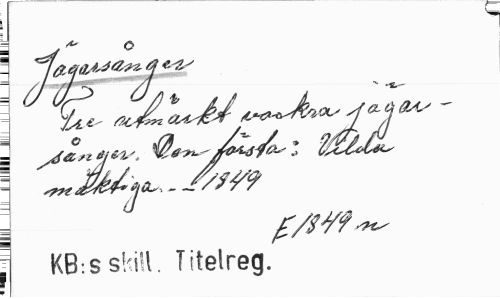 Jägarsånger
Tre utmärkt vackra jägar-
sånger. Den första: Vilda
mäktiga. -- 1849
E 1849 n
KB:s skill. Titelreg.